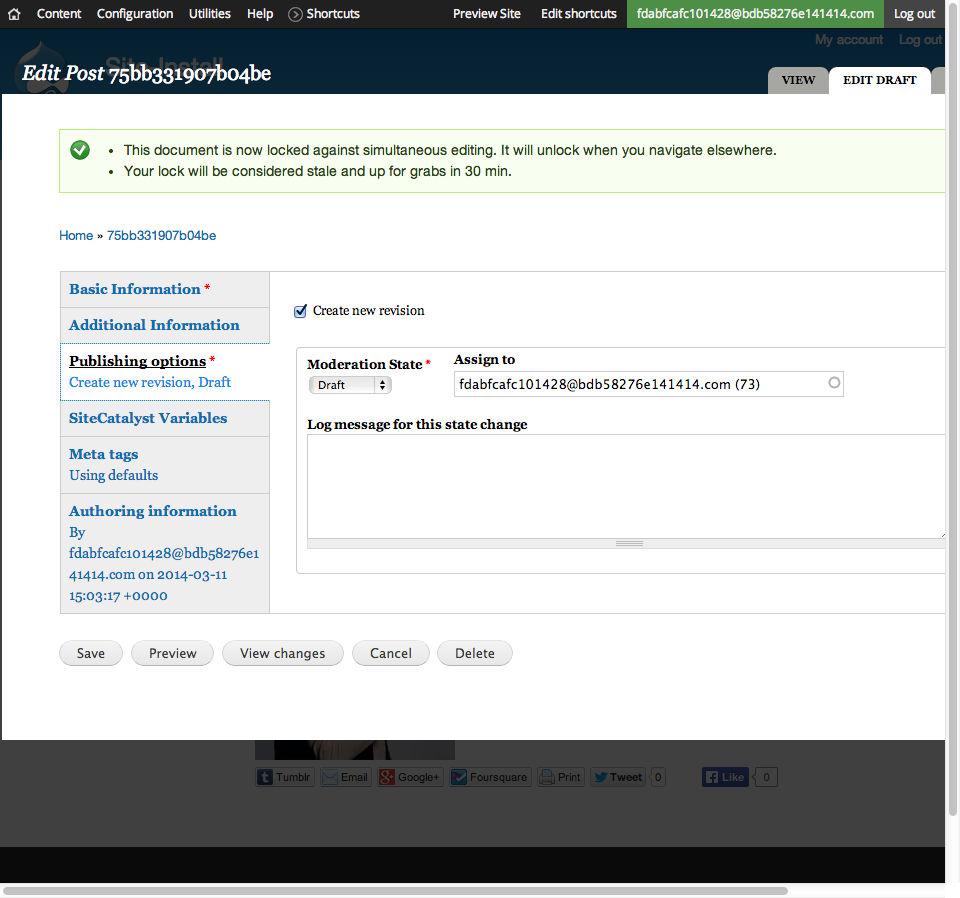 Content Configuration Utilities Help Shortcuts Preview Site Edit shortcuts fdabfcafc101428@bdb58276e141414.com Log out
My account Log out
Site-Install
Edit Post 75bb331907b04be
VIEW EDIT DRAFT
This document is now locked against simultaneous editing. It will unlock when you navigate elsewhere.
Your lock will be considered stale and up for grabs in 30 min.
Home » 75bb331907b04be
Basic Information *
Additional Information
Publishing options *
Create new revision, Draft
SiteCatalyst Variables
Meta tags
Using defaults
Authoring information
By
fdabfcafc101428@bdb58276e1
41414.com on 2014-03-11
15:03:17 +0000
Create new revision
Moderation State *
Draft
Assign to
fdabfcafc101428@bdb58276e141414.com (73)
Log message for this state change
Save Preview View changes Cancel Delete
Tumblr Email Google+ Foursquare Print Tweet 0 Like 0